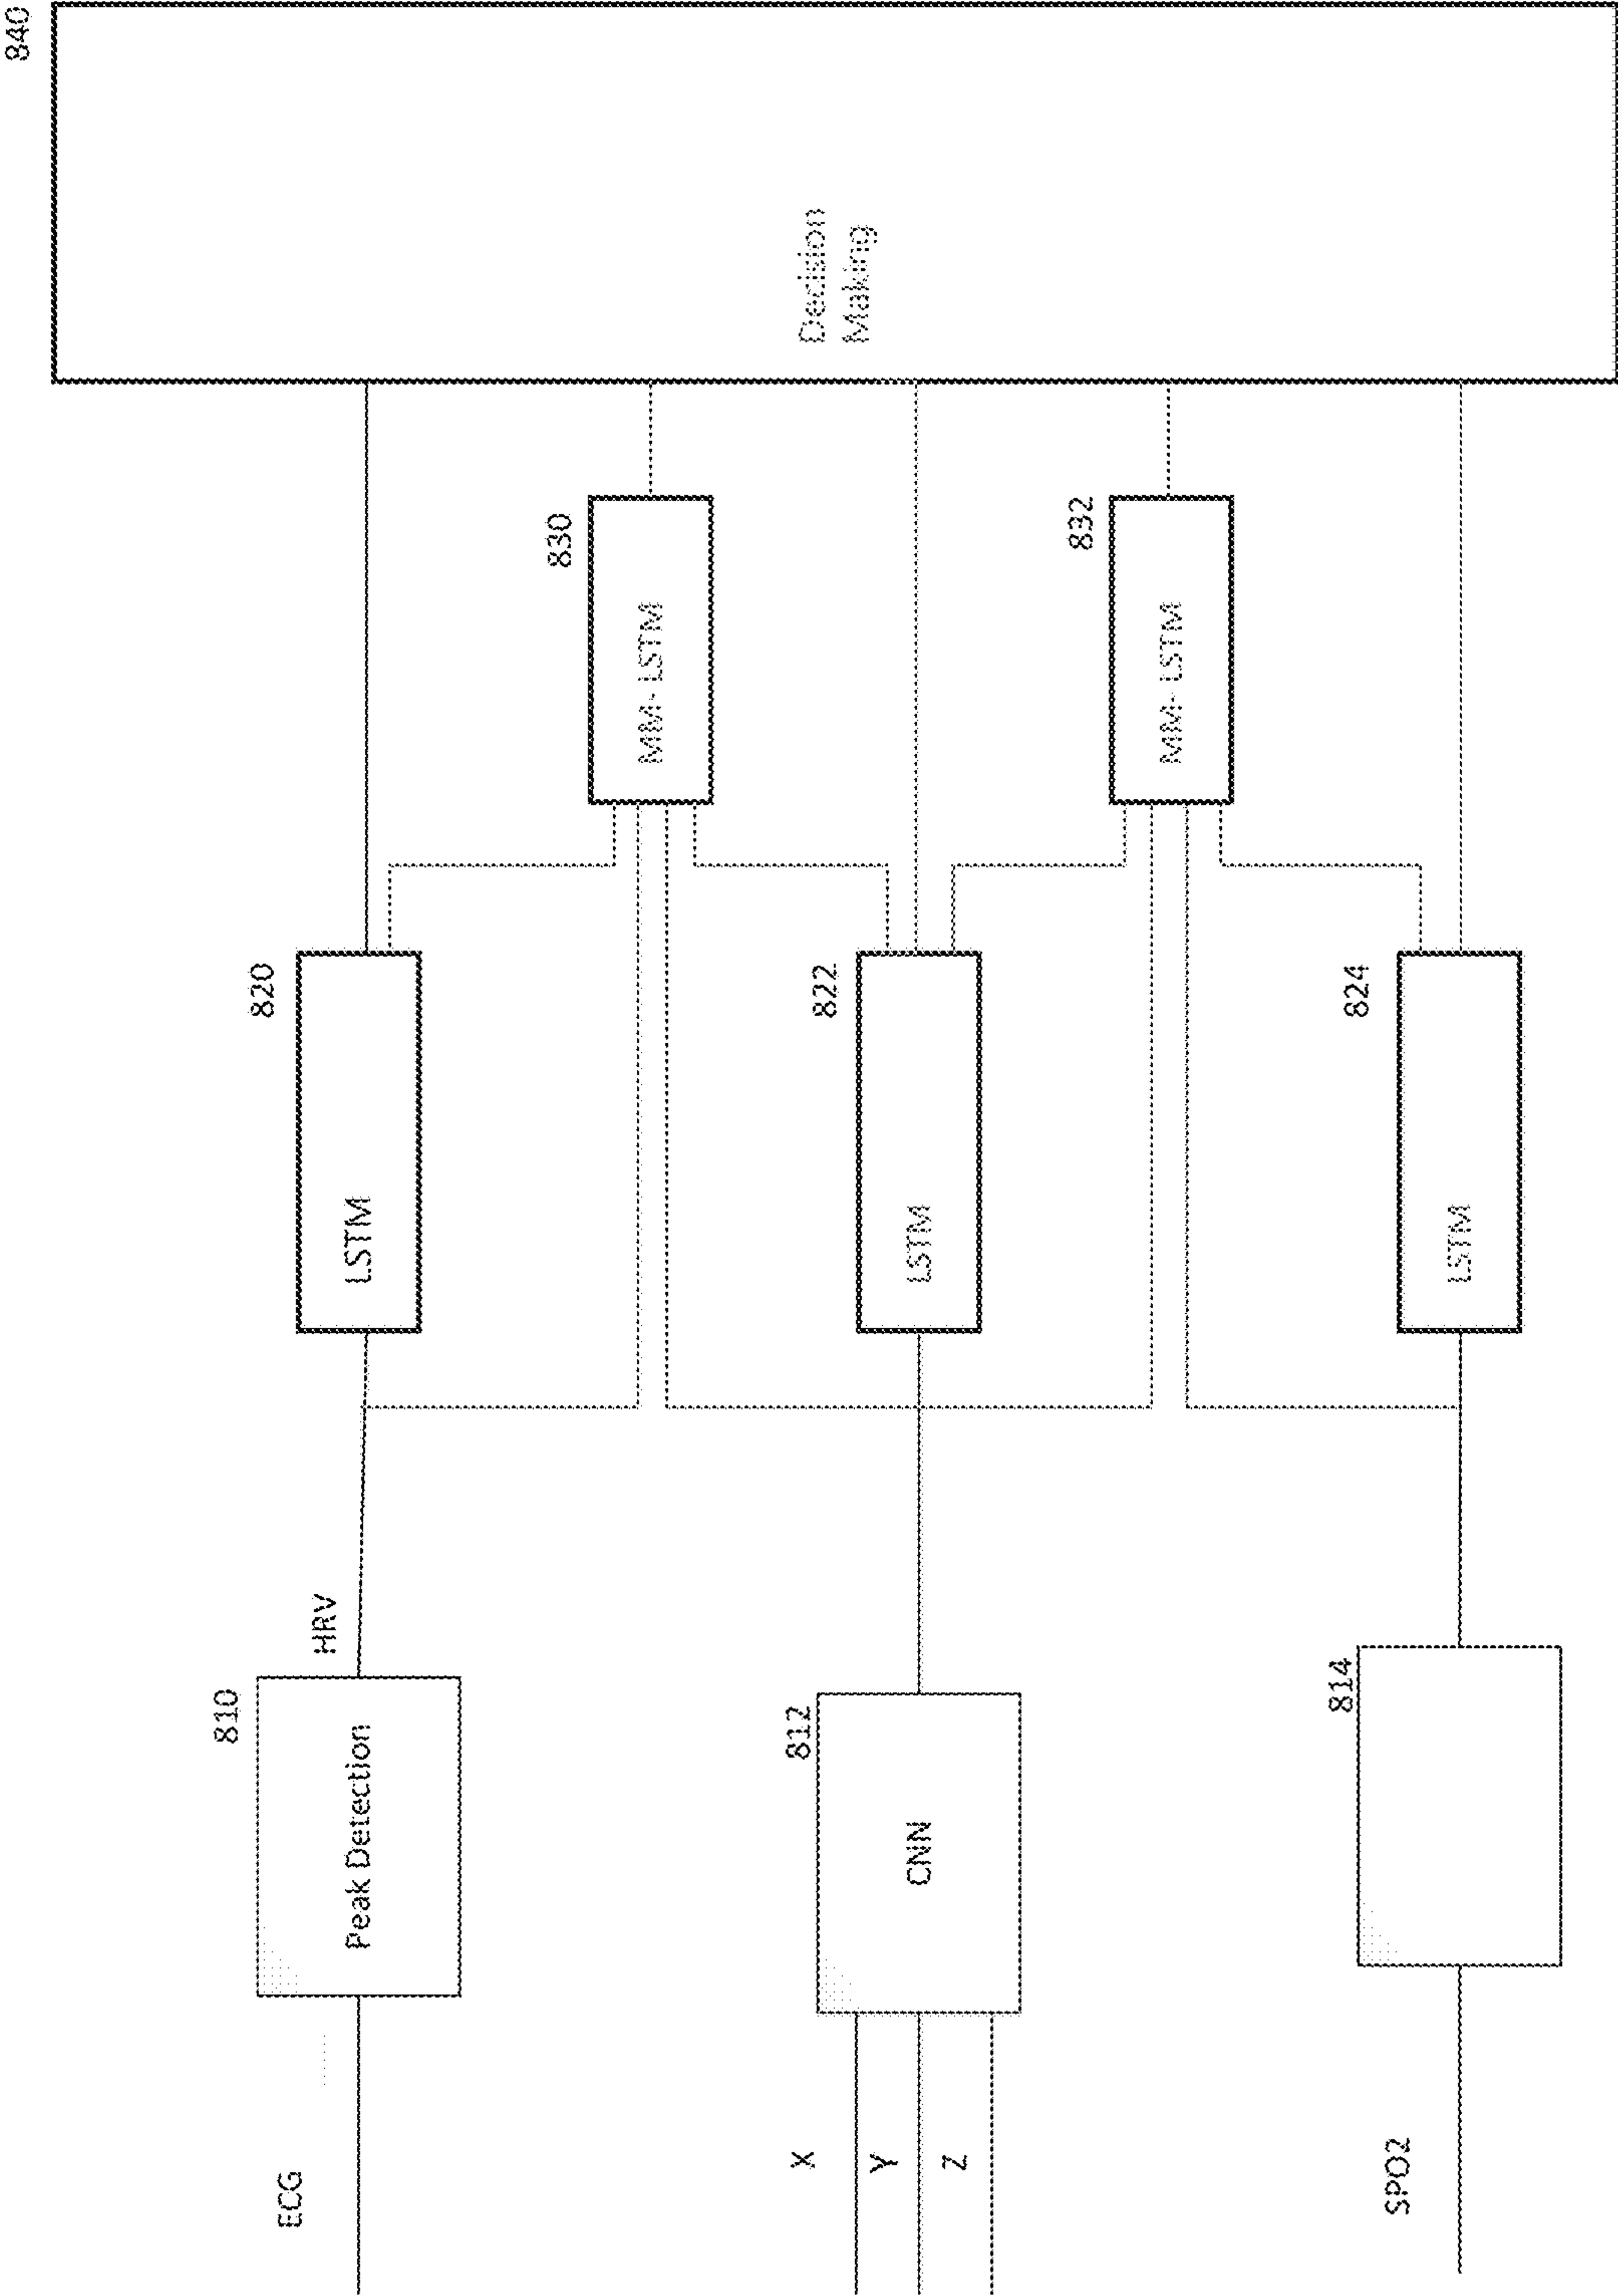 ECG
810
Peak Detection
HRV
820
LSTM
830
MM- LSTM
X
Y
Z
812
CNN
822
LSTM
832
MM- LSTM
SPO2
814
824
LSTM
840
Decision
Making